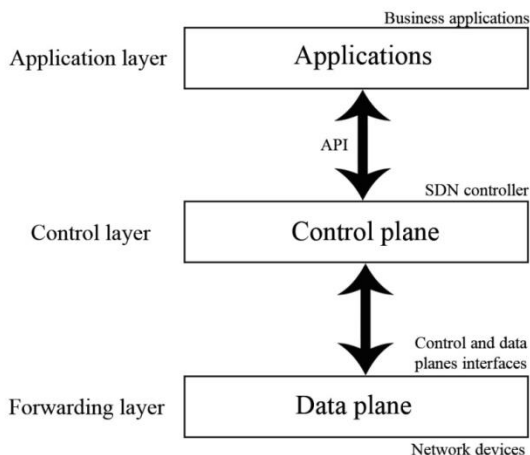 Business applications
Application layer
Applications
API
SDN controller
Control layer
Control plane
Control and data
planes interfaces
Forwarding layer
Data plane
Network devices